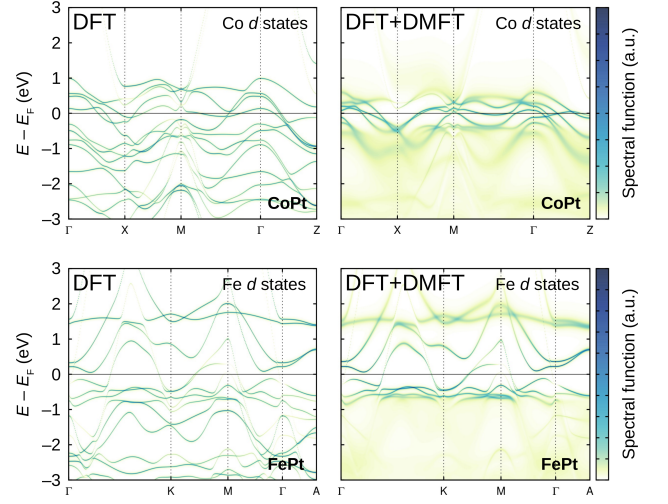 DFT
Co d states
3
2
1
0
−1
−2
−3
E − E_F (eV)
CoPt
Γ X M Γ Z
DFT+DMFT
Co d states
CoPt
Γ X M Γ Z
Spectral function (a.u.)
DFT
Fe d states
3
2
1
0
−1
−2
−3
E − E_F (eV)
FePt
Γ K M Γ A
DFT+DMFT
Fe d states
FePt
Γ K M Γ A
Spectral function (a.u.)